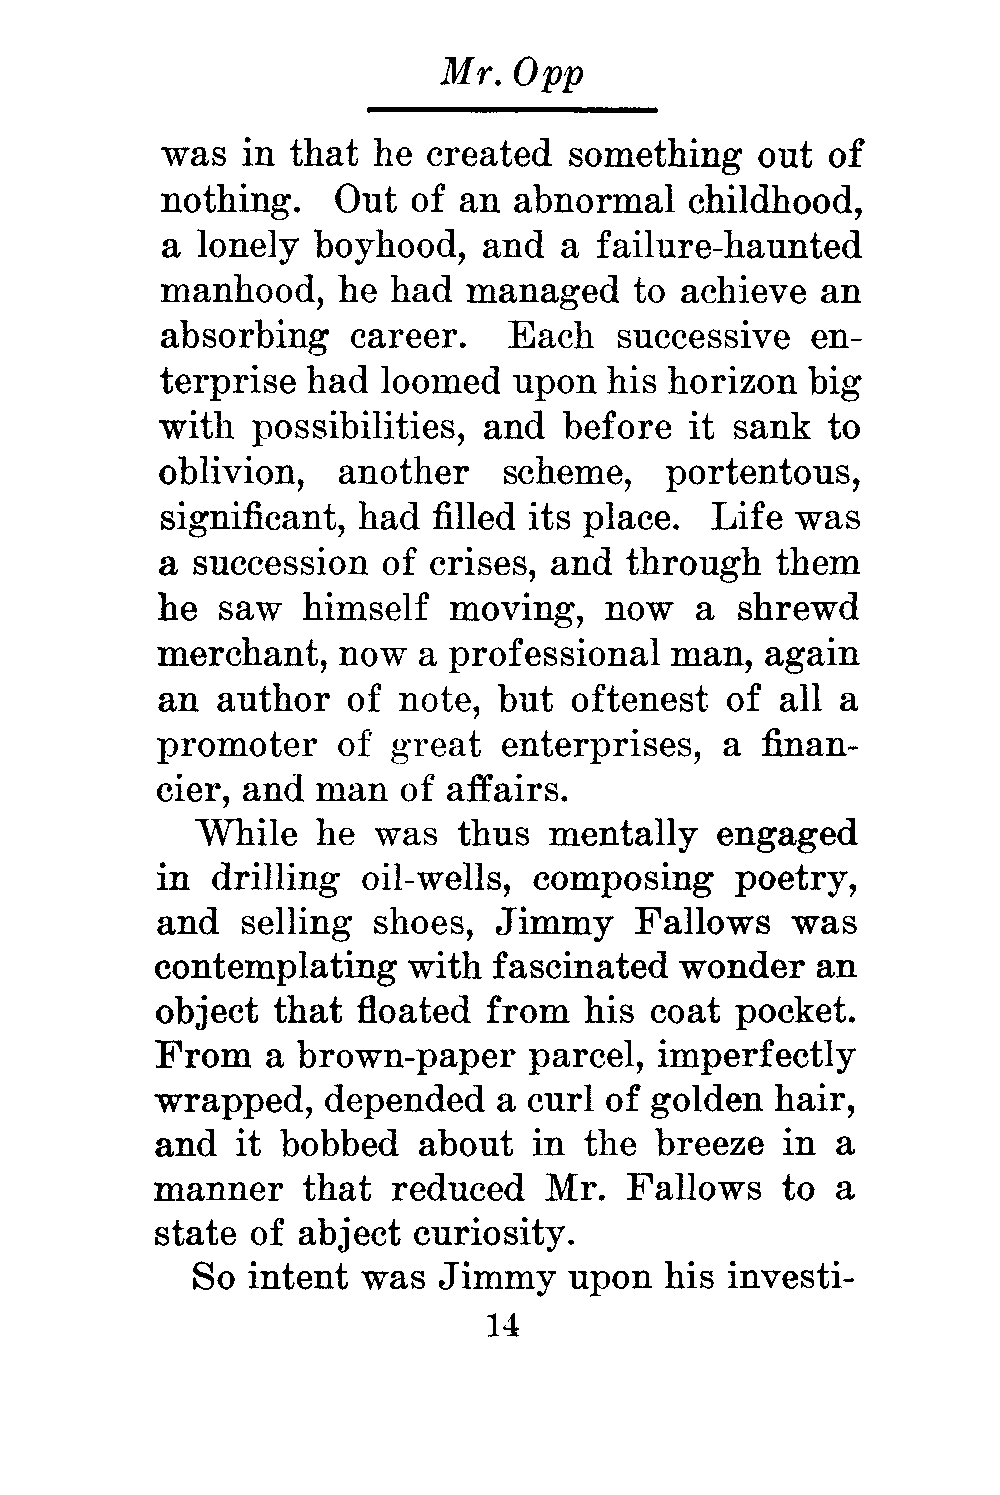 Mr. Opp
was in that he created something out of
nothing. Out of an abnormal childhood,
a lonely boyhood, and a failure-haunted
manhood, he had managed to achieve an
absorbing career. Each successive en-
terprise had loomed upon his horizon big
with possibilities, and before it sank to
oblivion, another scheme, portentous,
significant, had filled its place. Life was
a succession of crises, and through them
he saw himself moving, now a shrewd
merchant, now a professional man, again
an author of note, but oftenest of all a
promoter of great enterprises, a finan-
cier, and man of affairs.
While he was thus mentally engaged
in drilling oil-wells, composing poetry,
and selling shoes, Jimmy Fallows was
contemplating with fascinated wonder an
object that floated from his coat pocket.
From a brown-paper parcel, imperfectly
wrapped, depended a curl of golden hair,
and it bobbed about in the breeze in a
manner that reduced Mr. Fallows to a
state of abject curiosity.
So intent was Jimmy upon his investi-
14